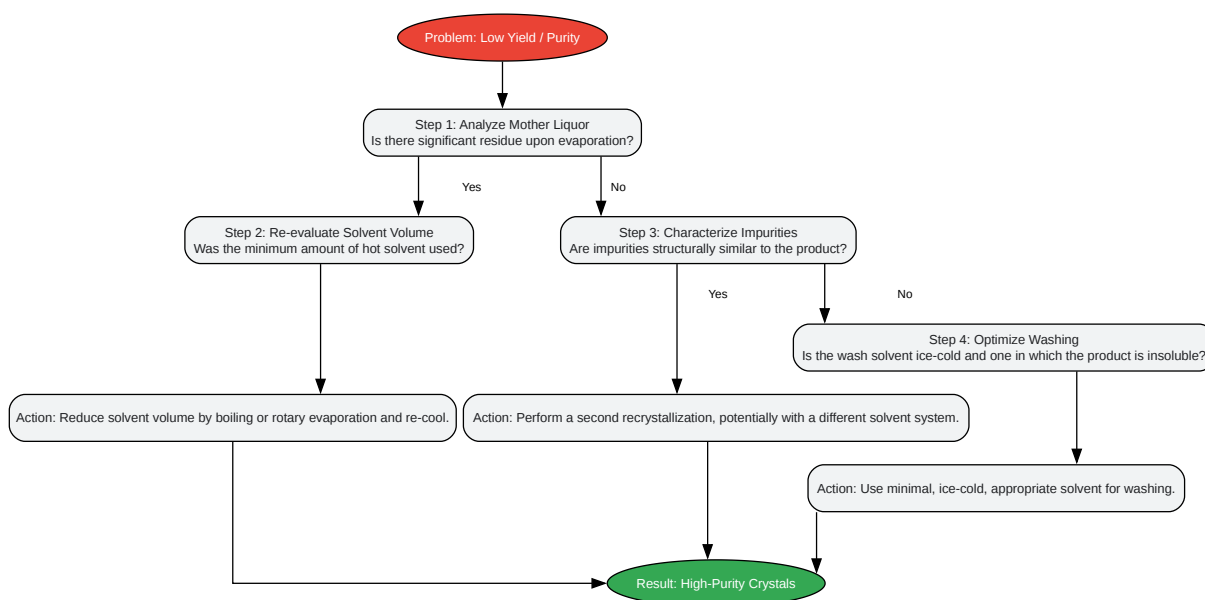 Problem: Low Yield / Purity
Step 1: Analyze Mother Liquor
Is there significant residue upon evaporation?
Yes
No
Step 2: Re-evaluate Solvent Volume
Was the minimum amount of hot solvent used?
Step 3: Characterize Impurities
Are impurities structurally similar to the product?
Yes
No
Step 4: Optimize Washing
Is the wash solvent ice-cold and one in which the product is insoluble?
Action: Reduce solvent volume by boiling or rotary evaporation and re-cool.
Action: Perform a second recrystallization, potentially with a different solvent system.
Action: Use minimal, ice-cold, appropriate solvent for washing.
Result: High-Purity Crystals